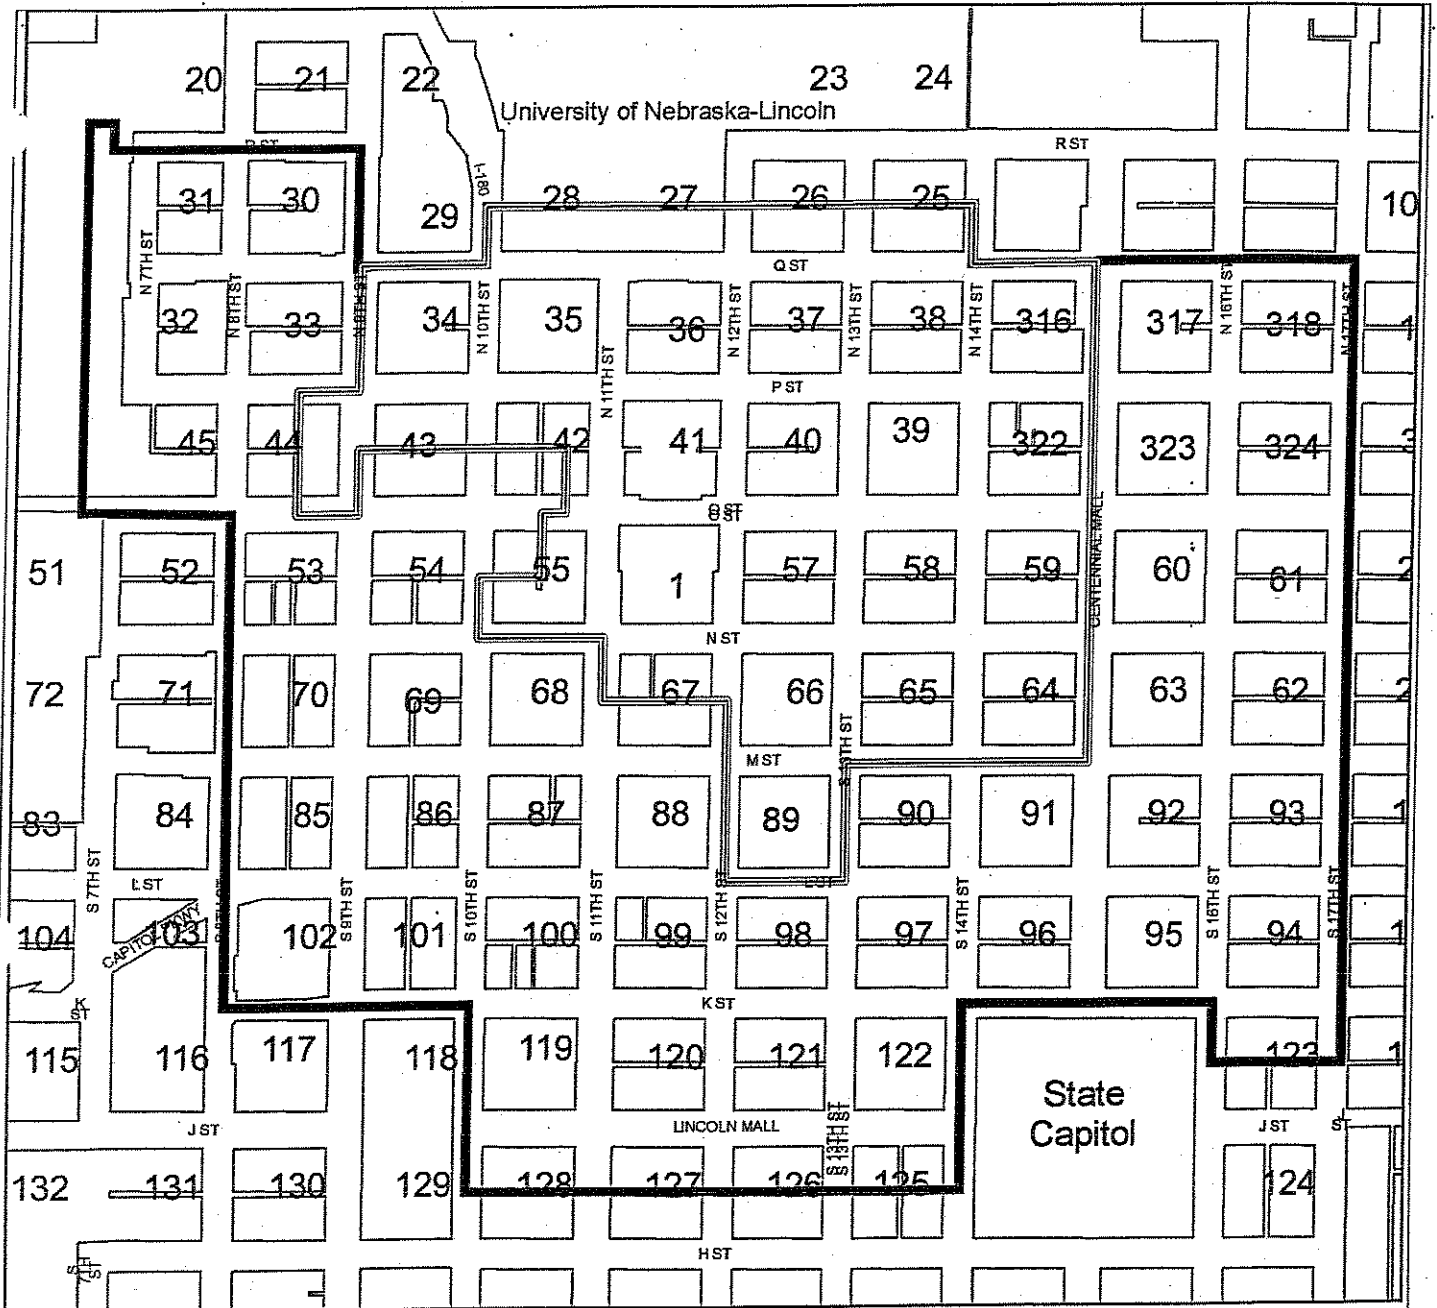 20 21 22 23 24
University of Nebraska-Lincoln
R ST
I-180
31 30 29 28 27 26 25 10
N 7TH ST
Q ST
32 N 8TH ST 33 34 N 10TH ST 35 36 N 12TH ST 37 N 13TH ST 38 N 14TH ST 316 317 N 16TH ST 318 N 17TH ST
N 11TH ST
P ST
45 44 43 42 41 40 39 322 323 324
O ST
CENTENNIAL MALL
51 52 53 54 55 1 57 58 59 60 61
N ST
72 71 70 69 68 67 66 65 64 63 62
M ST
S 13TH ST
83 84 85 86 87 88 89 90 91 92 93
L ST
S 7TH ST S 9TH ST S 10TH ST S 11TH ST S 12TH ST S 14TH ST S 16TH ST S 17TH ST
CAPITOL PKWY
104 103 102 101 100 99 98 97 96 95 94
K ST
K ST
115 116 117 118 119 120 121 122 123
State
Capitol
J ST
LINCOLN MALL
S 13TH ST
S 13TH ST
J ST
ST
132 131 130 129 128 127 126 125 124
H ST
S 7TH ST